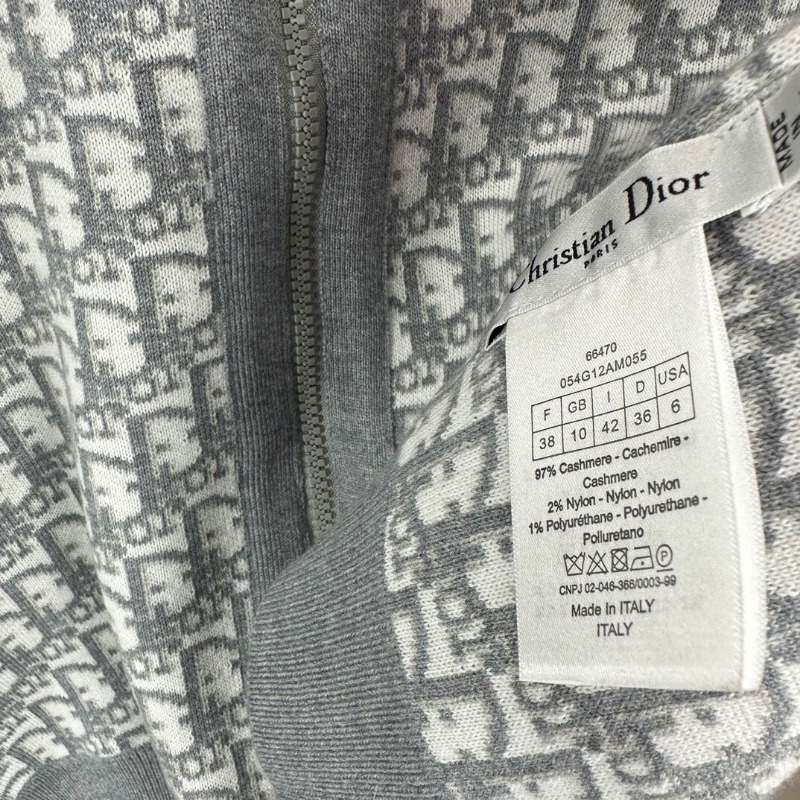 Christian Dior
PARIS
MADE
66470
054G12AM055
F GB I D USA
38 10 42 36 6
97% Cashmere - Cachemire -
Cashmere
2% Nylon - Nylon - Nylon
1% Polyuréthane - Polyurethane -
Poliuretano
CNPJ 02-046-366/0003-99
Made In ITALY
ITALY